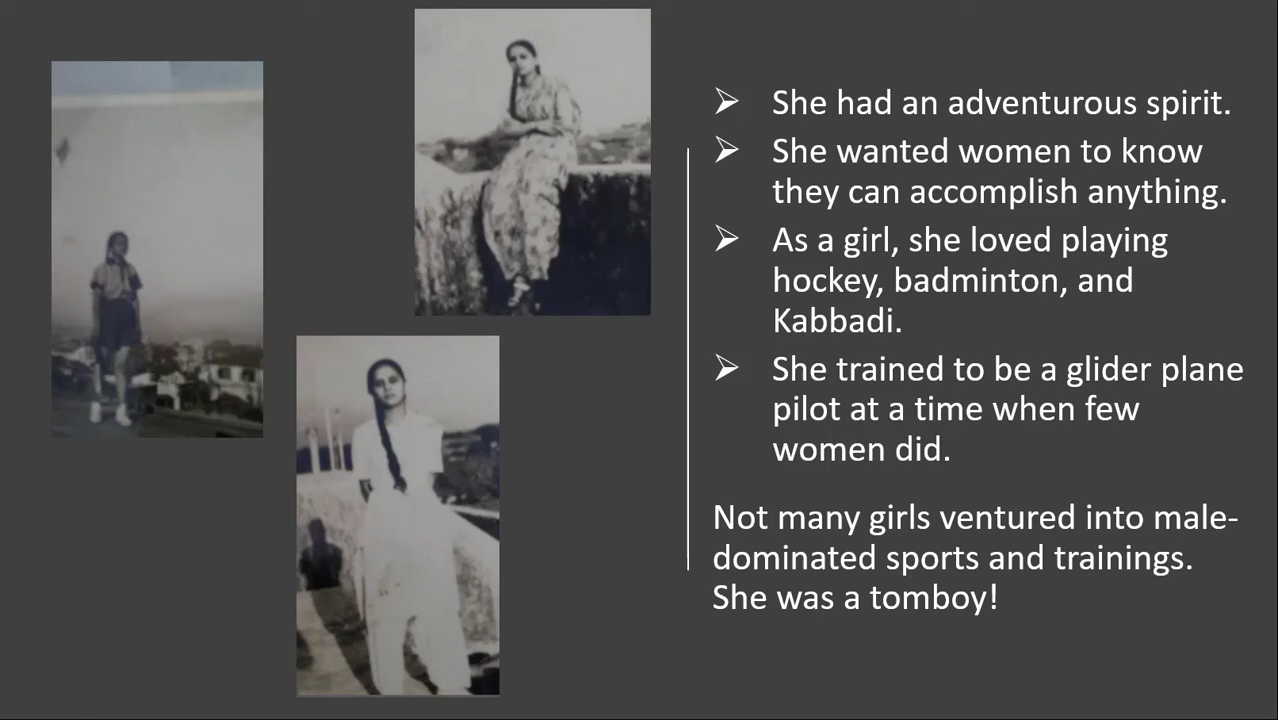 ➢ She had an adventurous spirit.
➢ She wanted women to know
they can accomplish anything.
➢ As a girl, she loved playing
hockey, badminton, and
Kabbadi.
➢ She trained to be a glider plane
pilot at a time when few
women did.
Not many girls ventured into male-
dominated sports and trainings.
She was a tomboy!